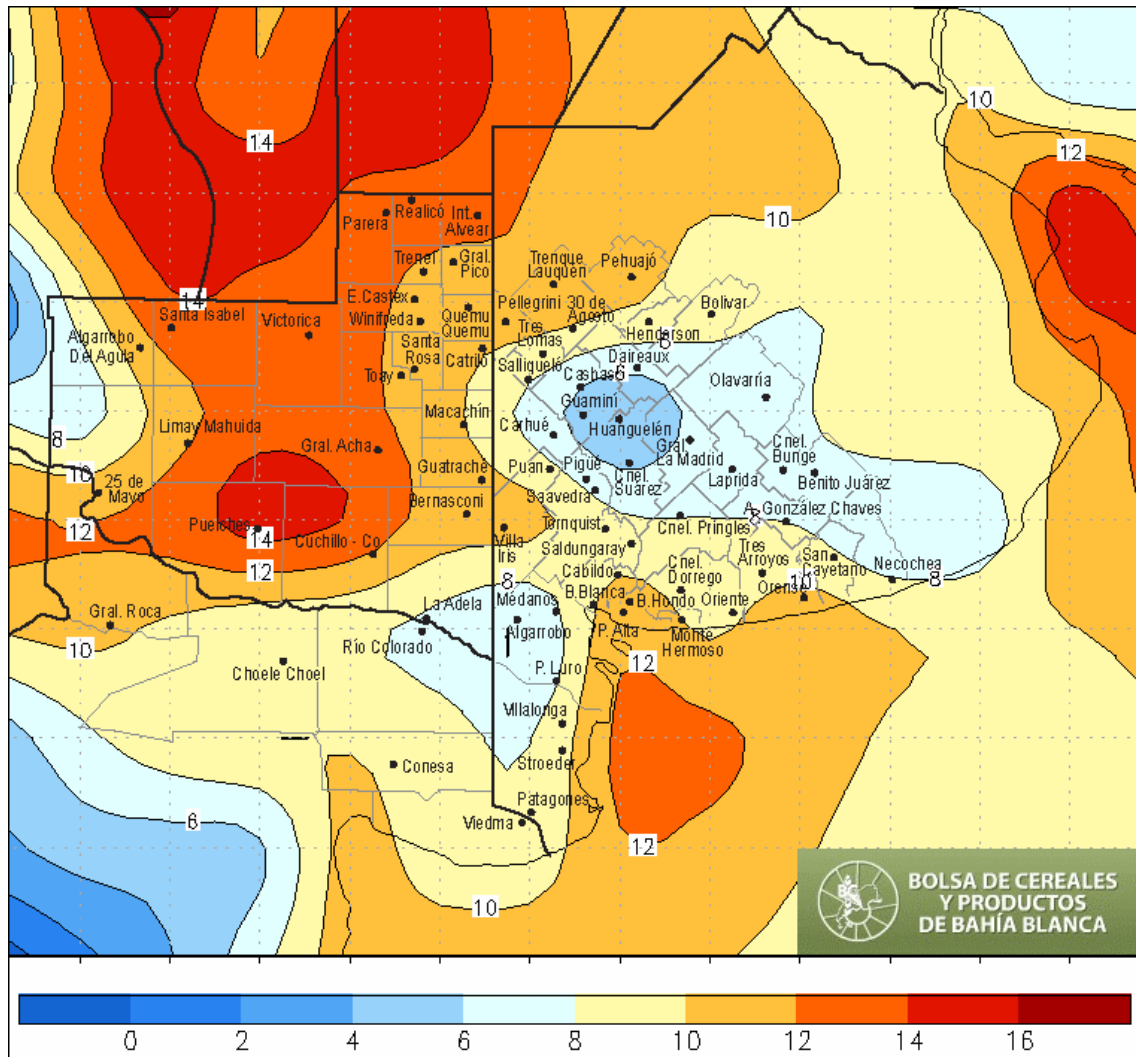 14
10
12
Parera
Realicó
Int.
Alvear
10
Trenel
Gral.
Pico
Trenque
Lauquen
Pehuajó
14
Santa Isabel
Victorica
E.Castex
Winifreda
Quemu
Quemu
Pellegrini
30 de
Agosto
Bolivar
Algarrobo
Del Aguila
Santa
Rosa
Catriló
Tres
Lomas
Henderson
8
Daireaux
6
Toay
Salliqueló
Casbas
Olavarría
Macachín
Guaminí
Huanguelén
8
Limay Mahuida
Gral. Acha
Carhué
Gral.
La Madrid
Cnel.
Bunge
10
25 de
Mayo
Guatraché
Puan
Pigüé
Cnel.
Suárez
Laprida
Benito Juárez
Bernasconi
Saavedra
12
Puelches
14
Villa
Iris
Tornquist
Cnel. Pringles
8
A. González Chaves
Cuchillo - Co
12
Saldungaray
Tres
Arroyos
San
Cayetano
8
Cabildo
Cnel.
Dorrego
10
Necochea
8
Gral. Roca
La Adela
Médanos
B.Blanca
B.Hondo
Oriente
Orense
10
Río Colorado
Algarrobo
P. Alta
Monte
Hermoso
Choele Choel
P. Luro
12
Villalonga
Conesa
Stroeder
6
Patagones
Viedma
12
10
BOLSA DE CEREALES
Y PRODUCTOS
DE BAHÍA BLANCA
0 2 4 6 8 10 12 14 16